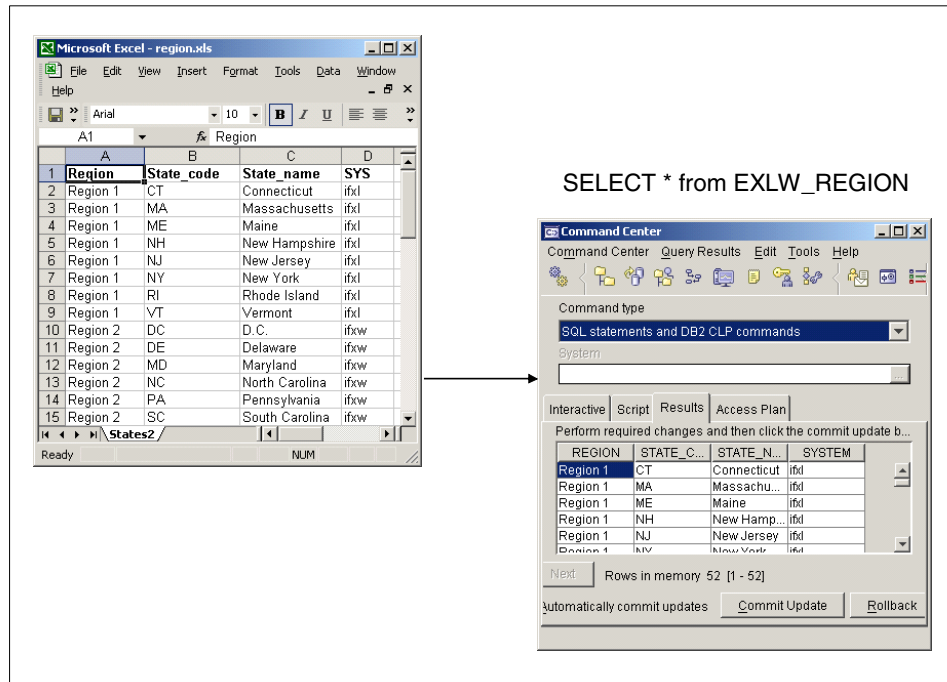 Microsoft Excel - region.xls
File Edit View Insert Format Tools Data Window
Help
Arial 10 B I U
A1 fx Region
A B C D
1 Region State_code State_name SYS
2 Region 1 CT Connecticut ifxl
3 Region 1 MA Massachusetts ifxl
4 Region 1 ME Maine ifxl
5 Region 1 NH New Hampshire ifxl
6 Region 1 NJ New Jersey ifxl
7 Region 1 NY New York ifxl
8 Region 1 RI Rhode Island ifxl
9 Region 1 VT Vermont ifxl
10 Region 2 DC D.C. ifxw
11 Region 2 DE Delaware ifxw
12 Region 2 MD Maryland ifxw
13 Region 2 NC North Carolina ifxw
14 Region 2 PA Pennsylvania ifxw
15 Region 2 SC South Carolina ifxw
States2
Ready NUM
SELECT * from EXLW_REGION
Command Center
Command Center Query Results Edit Tools Help
Command type
SQL statements and DB2 CLP commands
System
...
Interactive Script Results Access Plan
Perform required changes and then click the commit update b...
REGION STATE_C... STATE_N... SYSTEM
Region 1 CT Connecticut ifxl
Region 1 MA Massachu... ifxl
Region 1 ME Maine ifxl
Region 1 NH New Hamp... ifxl
Region 1 NJ New Jersey ifxl
Region 1 NY New York ifxl
Next Rows in memory 52 [1 - 52]
Automatically commit updates Commit Update Rollback